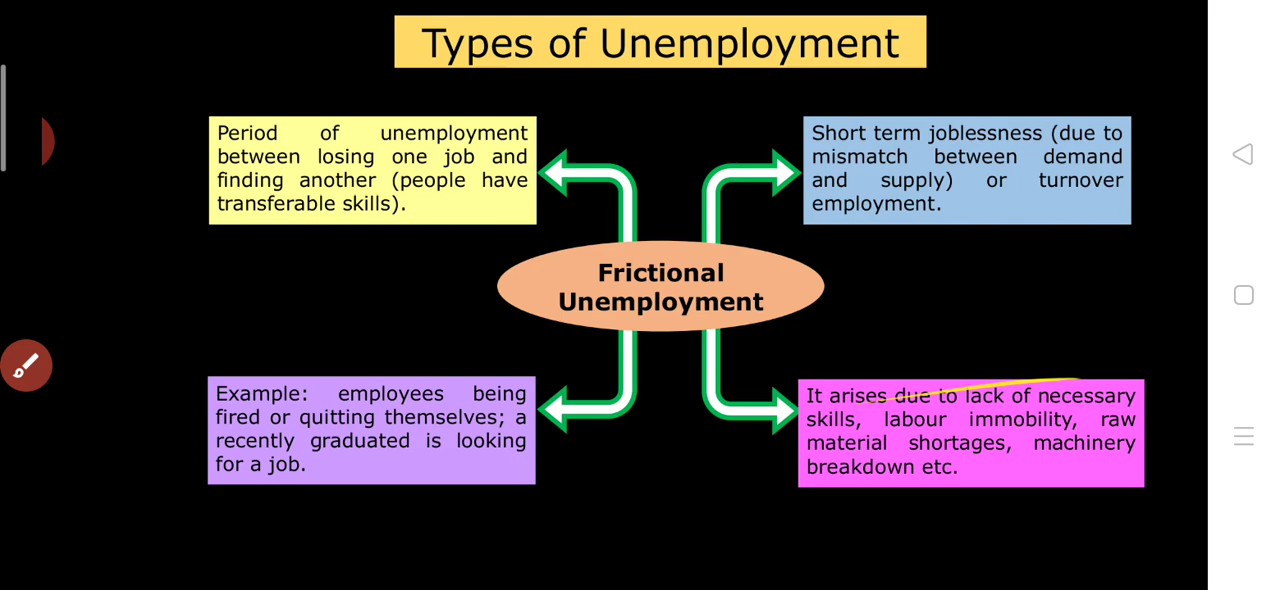 Types of Unemployment
Period of unemployment
between losing one job and
finding another (people have
transferable skills).
Short term joblessness (due to
mismatch between demand
and supply) or turnover
employment.
Frictional
Unemployment
Example: employees being
fired or quitting themselves; a
recently graduated is looking
for a job.
It arises due to lack of necessary
skills, labour immobility, raw
material shortages, machinery
breakdown etc.